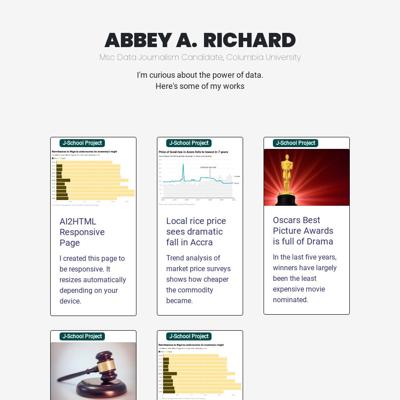 ABBEY A. RICHARD
Msc Data Journalism Candidate, Columbia University
I'm curious about the power of data.
Here's some of my works
J-School Project
J-School Project
J-School Project
AI2HTML
Responsive
Page
I created this page to
be responsive. It
resizes automatically
depending on your
device.
Local rice price
sees dramatic
fall in Accra
Trend analysis of
market price surveys
shows how cheaper
the commodity
became.
Oscars Best
Picture Awards
is full of Drama
In the last five years,
winners have largely
been the least
expensive movie
nominated.
J-School Project
J-School Project